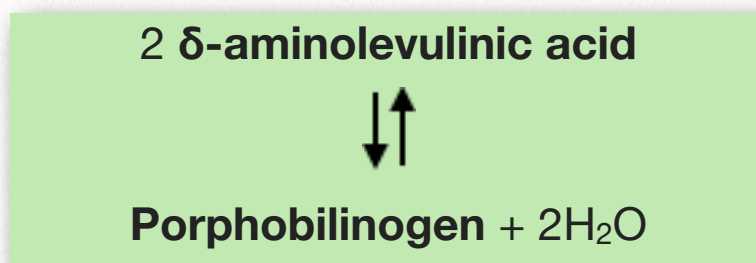 2 δ-aminolevulinic acid
Porphobilinogen + 2H₂O